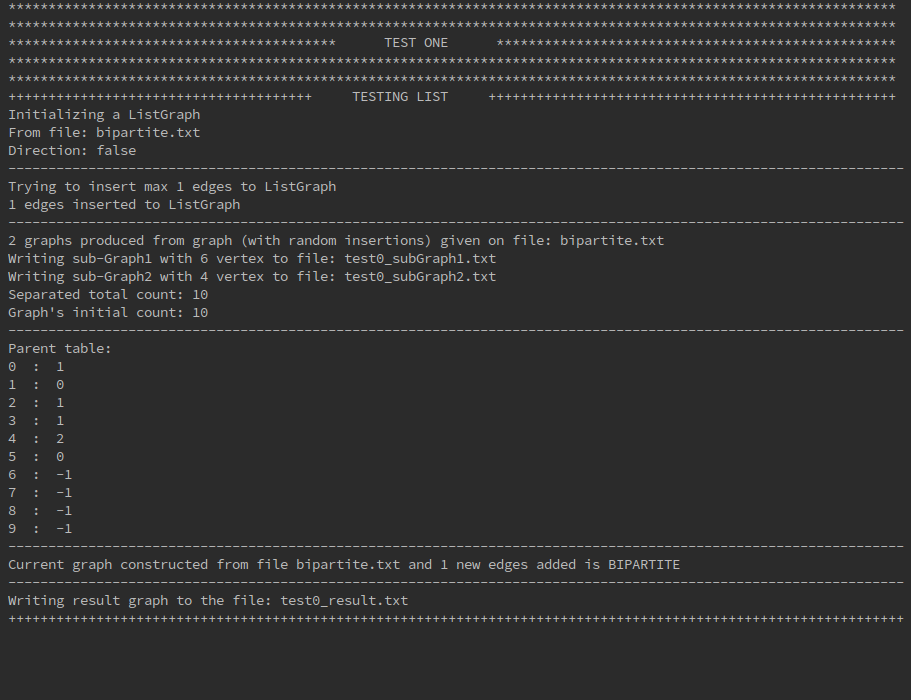 ***************************************************************************************************************
***************************************************************************************************************
*****************************************      TEST ONE      **************************************************
***************************************************************************************************************
***************************************************************************************************************
++++++++++++++++++++++++++++++++++++++     TESTING LIST     +++++++++++++++++++++++++++++++++++++++++++++++++++
Initializing a ListGraph
From file: bipartite.txt
Direction: false
----------------------------------------------------------------------------------------------------------------
Trying to insert max 1 edges to ListGraph
1 edges inserted to ListGraph
----------------------------------------------------------------------------------------------------------------
2 graphs produced from graph (with random insertions) given on file: bipartite.txt
Writing sub-Graph1 with 6 vertex to file: test0_subGraph1.txt
Writing sub-Graph2 with 4 vertex to file: test0_subGraph2.txt
Separated total count: 10
Graph's initial count: 10
----------------------------------------------------------------------------------------------------------------
Parent table:
0  :  1
1  :  0
2  :  1
3  :  1
4  :  2
5  :  0
6  :  -1
7  :  -1
8  :  -1
9  :  -1
----------------------------------------------------------------------------------------------------------------
Current graph constructed from file bipartite.txt and 1 new edges added is BIPARTITE
----------------------------------------------------------------------------------------------------------------
Writing result graph to the file: test0_result.txt
++++++++++++++++++++++++++++++++++++++++++++++++++++++++++++++++++++++++++++++++++++++++++++++++++++++++++++++++